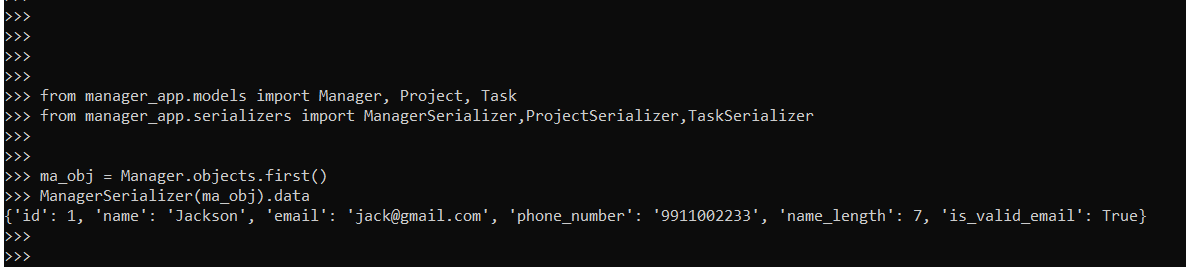 >>>
>>>
>>>
>>>
>>> from manager_app.models import Manager, Project, Task
>>> from manager_app.serializers import ManagerSerializer,ProjectSerializer,TaskSerializer
>>>
>>>
>>> ma_obj = Manager.objects.first()
>>> ManagerSerializer(ma_obj).data
{'id': 1, 'name': 'Jackson', 'email': 'jack@gmail.com', 'phone_number': '9911002233', 'name_length': 7, 'is_valid_email': True}
>>>
>>>